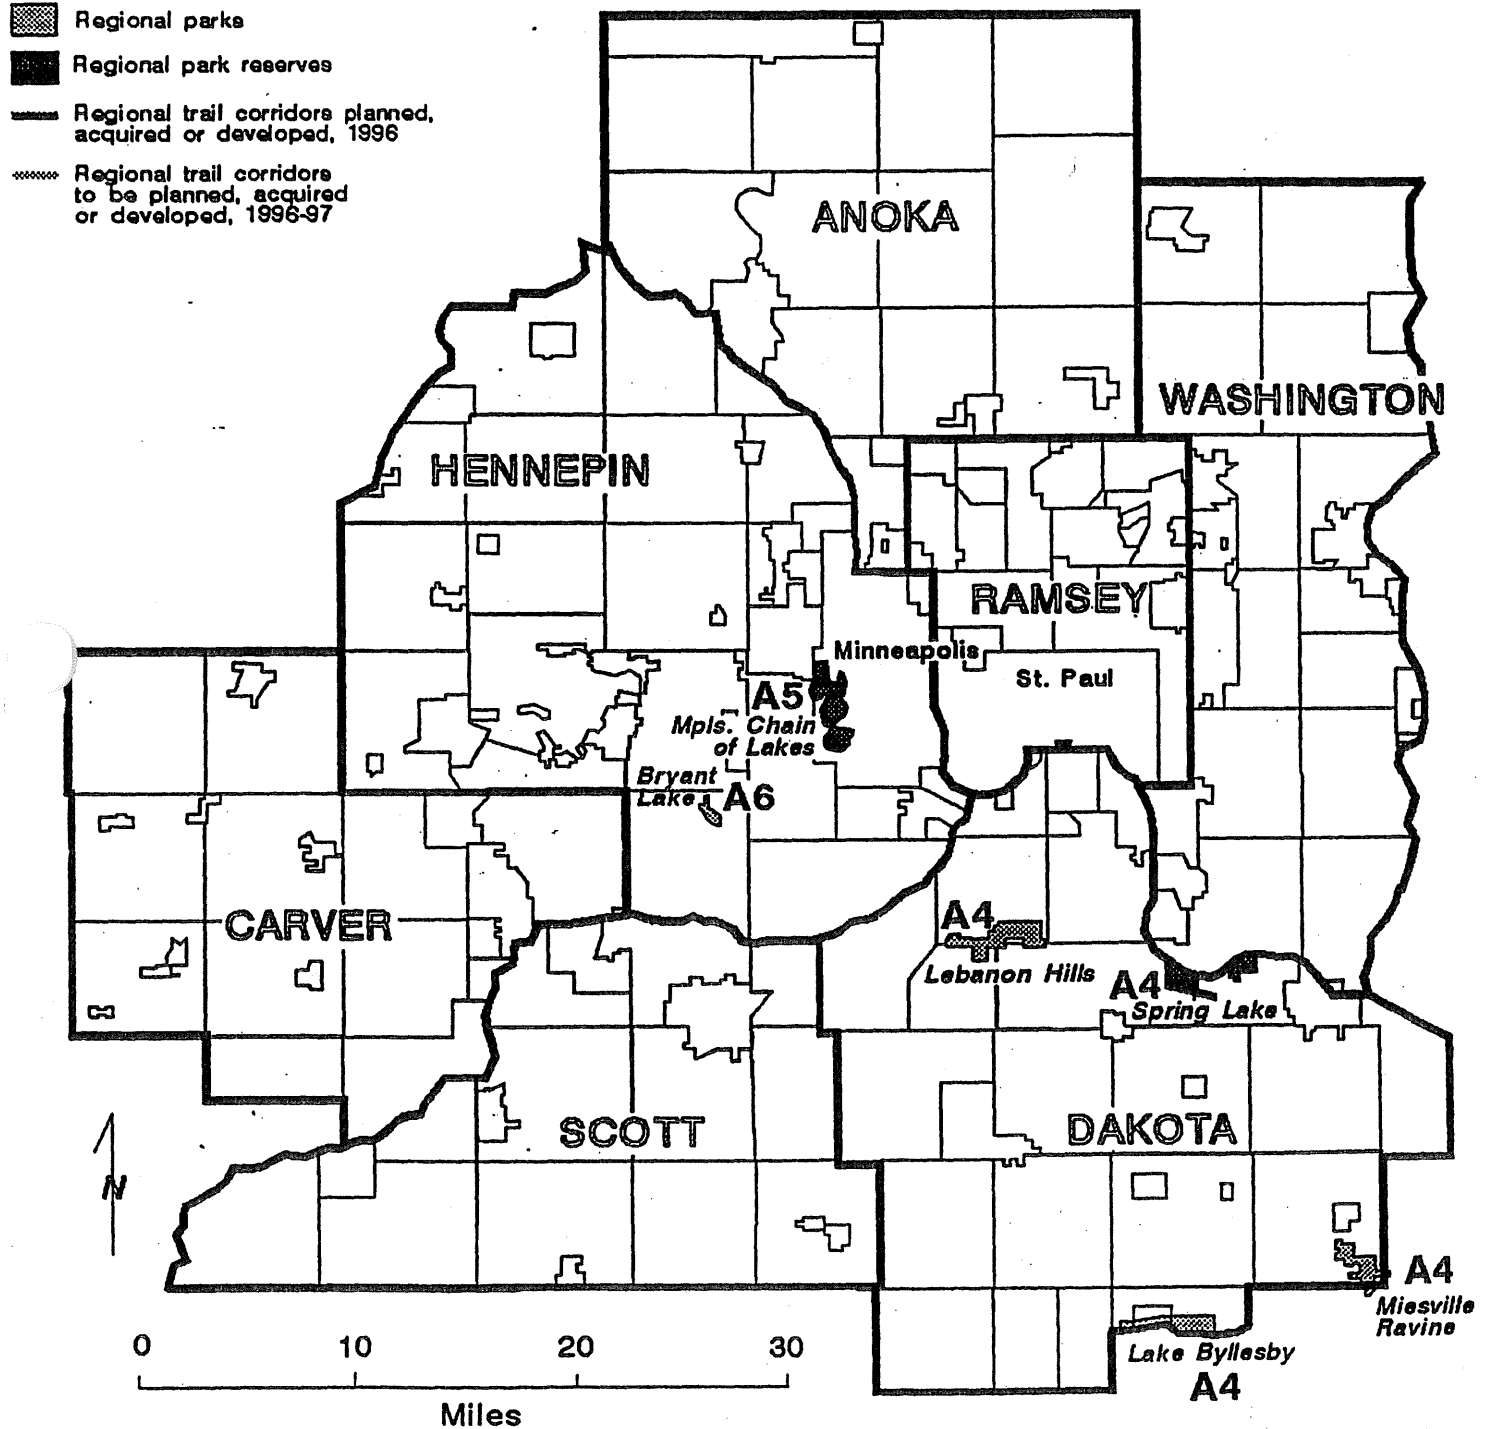 Regional parks
Regional park reserves
Regional trail corridors planned,
acquired or developed, 1996
Regional trail corridors
to be planned, acquired
or developed, 1996-97
ANOKA
WASHINGTON
HENNEPIN
RAMSEY
Minneapolis
St. Paul
A5
Mpls. Chain
of Lakes
Bryant
Lake
A6
CARVER
A4
Lebanon Hills
A4
Spring Lake
SCOTT
DAKOTA
N
A4
Miesville
Ravine
Lake Byllesby
A4
0 10 20 30
Miles